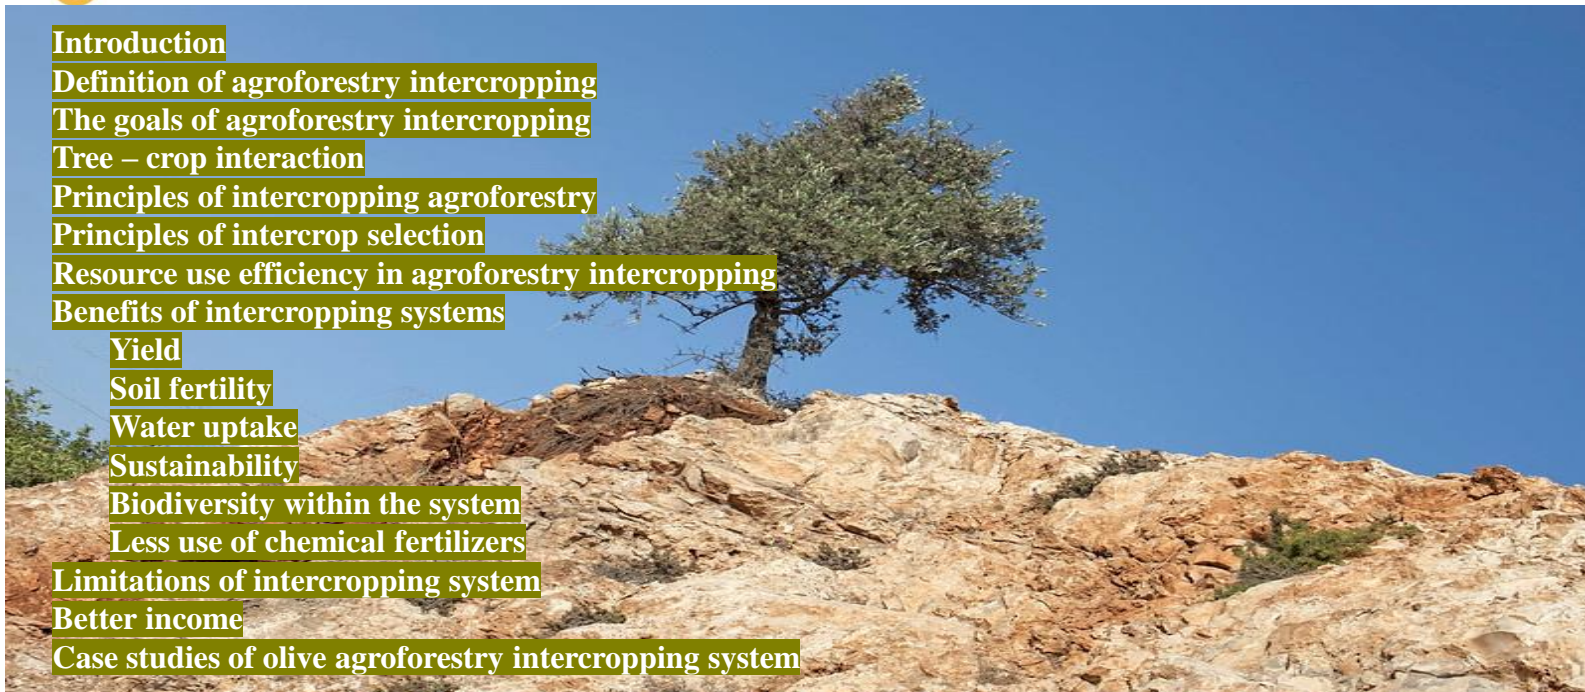 Introduction
Definition of agroforestry intercropping
The goals of agroforestry intercropping
Tree – crop interaction
Principles of intercropping agroforestry
Principles of intercrop selection
Resource use efficiency in agroforestry intercropping
Benefits of intercropping systems
Yield
Soil fertility
Water uptake
Sustainability
Biodiversity within the system
Less use of chemical fertilizers
Limitations of intercropping system
Better income
Case studies of olive agroforestry intercropping system